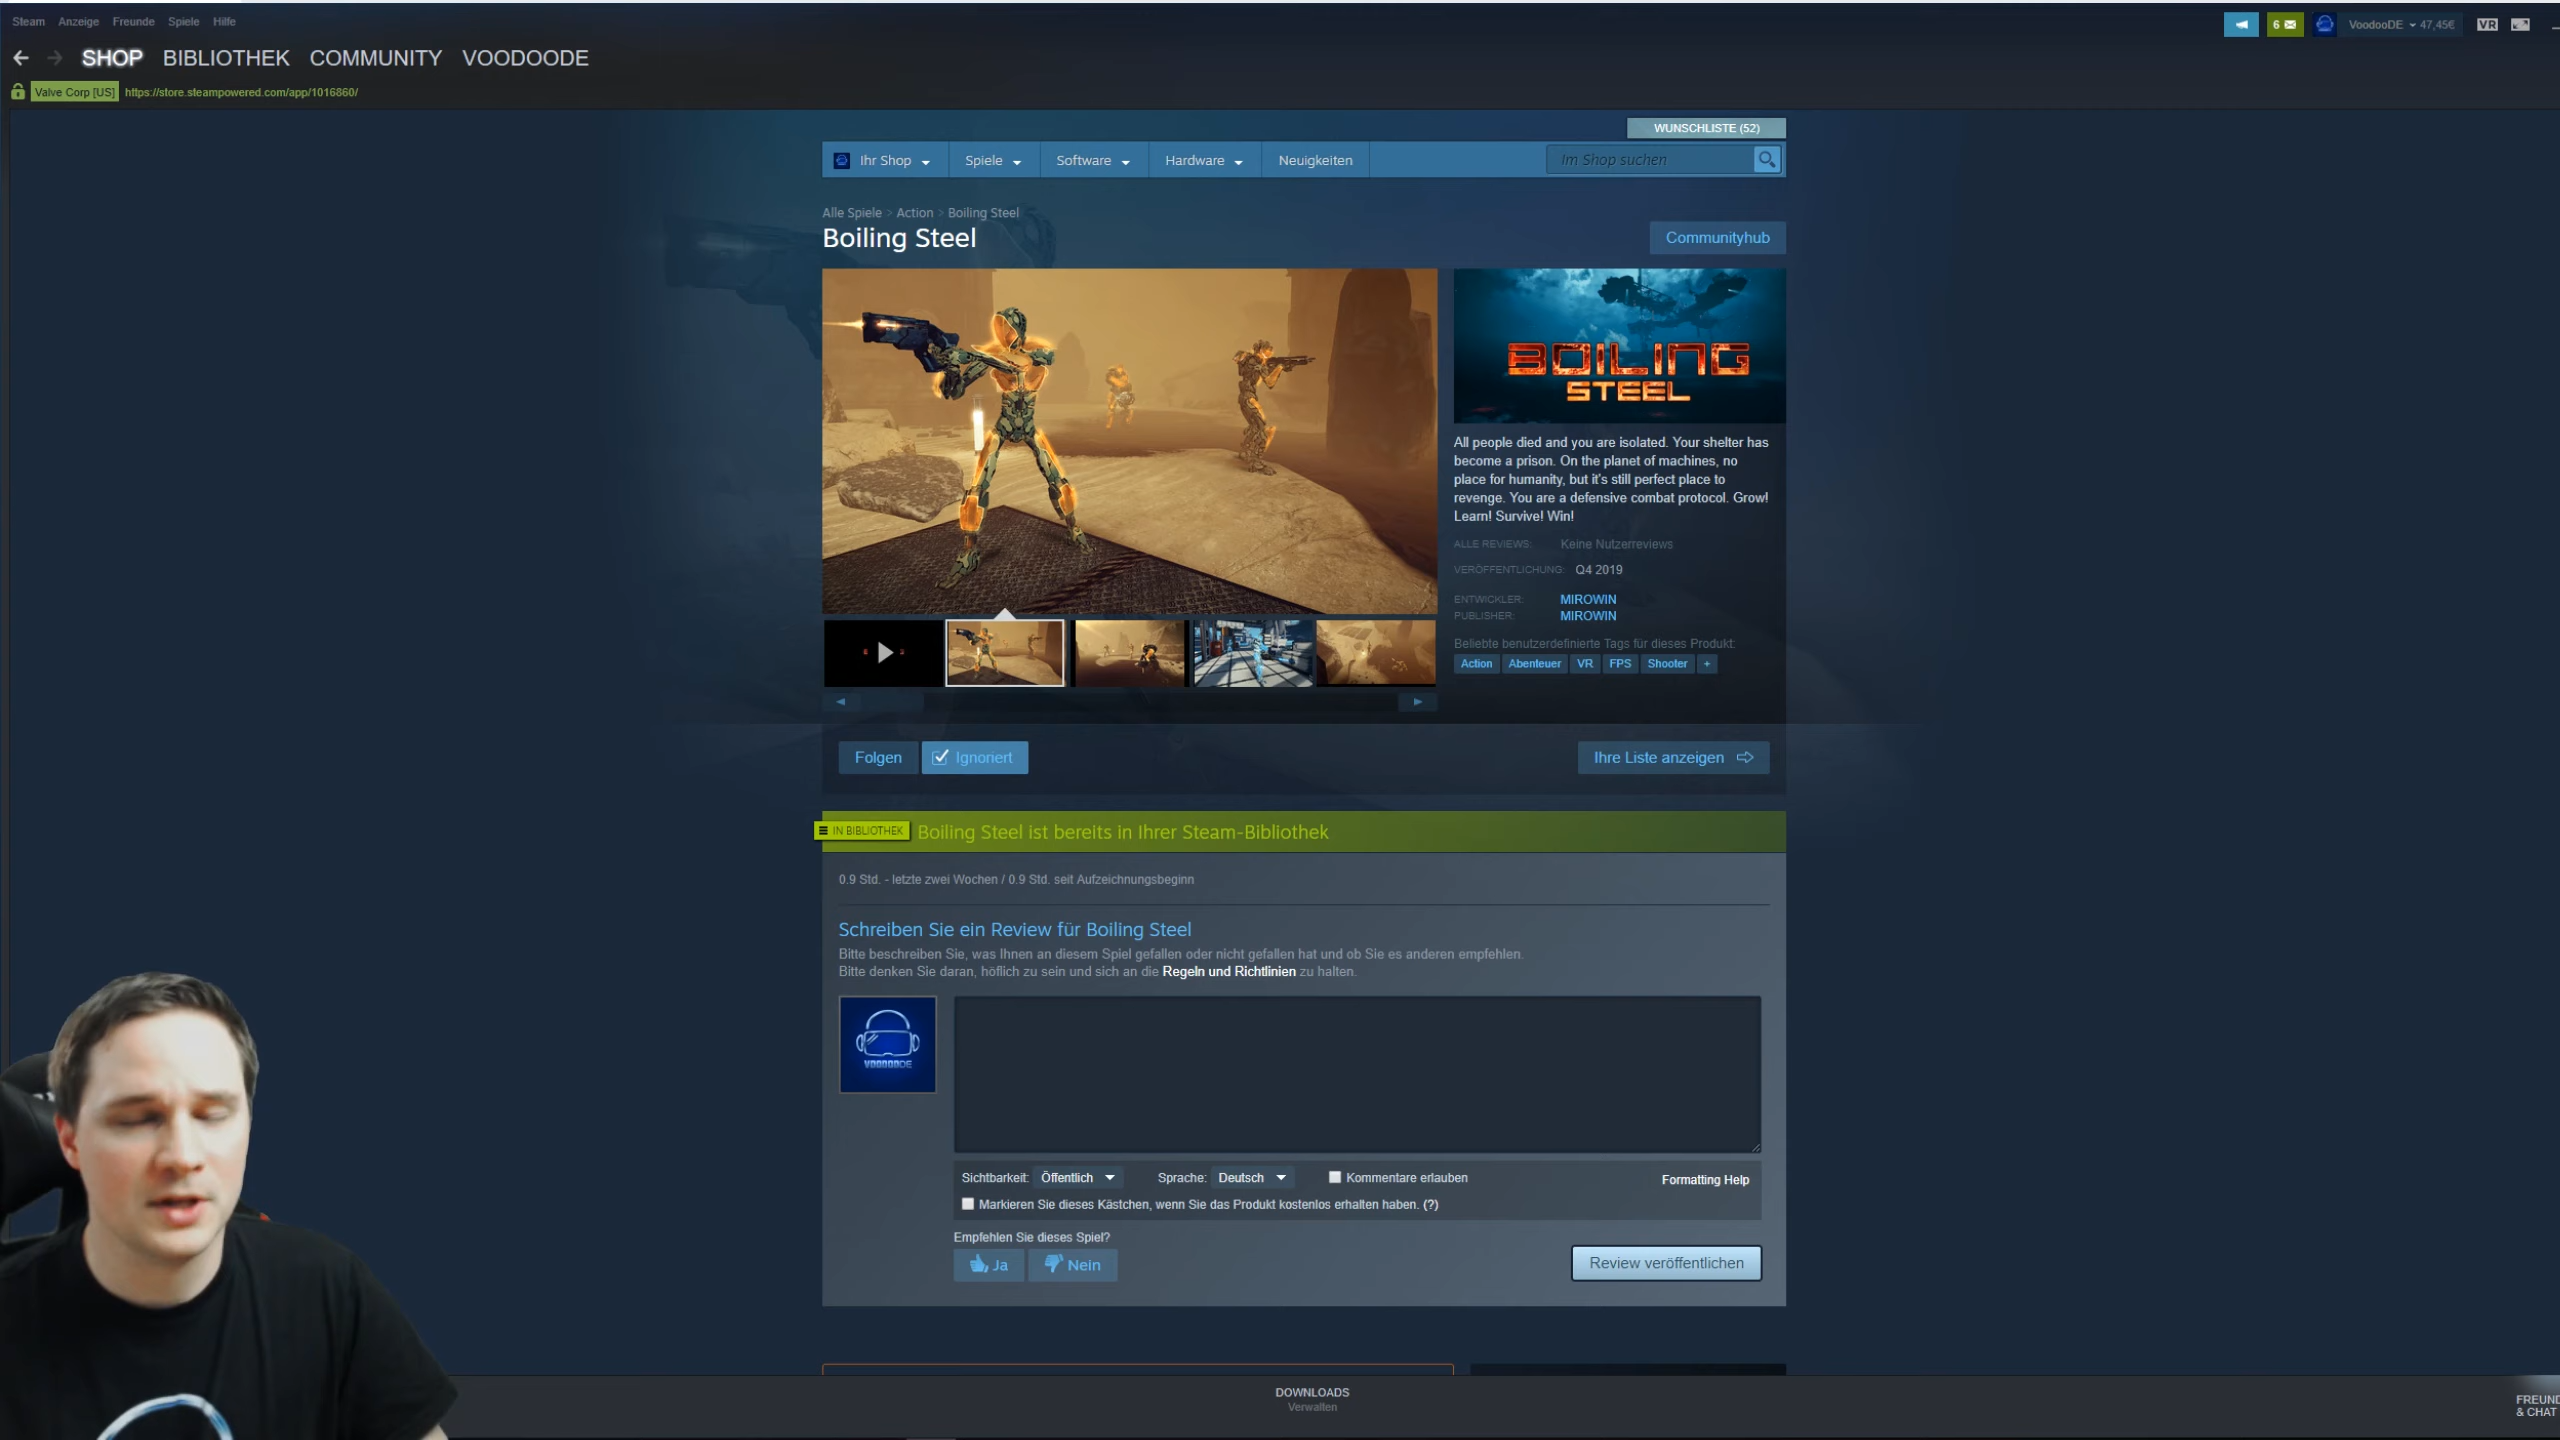 Steam Anzeige Freunde Spiele Hilfe
6 VoodooDE 47,45€ VR
SHOP BIBLIOTHEK COMMUNITY VOODOODE
Valve Corp [US] https://store.steampowered.com/app/1016860/
WUNSCHLISTE (52)
Ihr Shop Spiele Software Hardware Neuigkeiten Im Shop suchen
Alle Spiele > Action > Boiling Steel
Boiling Steel
Communityhub
BOILING
STEEL
All people died and you are isolated. Your shelter has
become a prison. On the planet of machines, no
place for humanity, but it's still perfect place to
revenge. You are a defensive combat protocol. Grow!
Learn! Survive! Win!
ALLE REVIEWS: Keine Nutzerreviews
VERÖFFENTLICHUNG: Q4 2019
ENTWICKLER: MIROWIN
PUBLISHER: MIROWIN
Beliebte benutzerdefinierte Tags für dieses Produkt:
Action Abenteuer VR FPS Shooter +
Folgen Ignoriert Ihre Liste anzeigen
IN BIBLIOTHEK Boiling Steel ist bereits in Ihrer Steam-Bibliothek
0.9 Std. - letzte zwei Wochen / 0.9 Std. seit Aufzeichnungsbeginn
Schreiben Sie ein Review für Boiling Steel
Bitte beschreiben Sie, was Ihnen an diesem Spiel gefallen oder nicht gefallen hat und ob Sie es anderen empfehlen.
Bitte denken Sie daran, höflich zu sein und sich an die Regeln und Richtlinien zu halten.
VOODOODE
Sichtbarkeit: Öffentlich Sprache: Deutsch Kommentare erlauben Formatting Help
Markieren Sie dieses Kästchen, wenn Sie das Produkt kostenlos erhalten haben. (?)
Empfehlen Sie dieses Spiel?
Ja Nein Review veröffentlichen
DOWNLOADS
Verwalten
FREUND
& CHAT